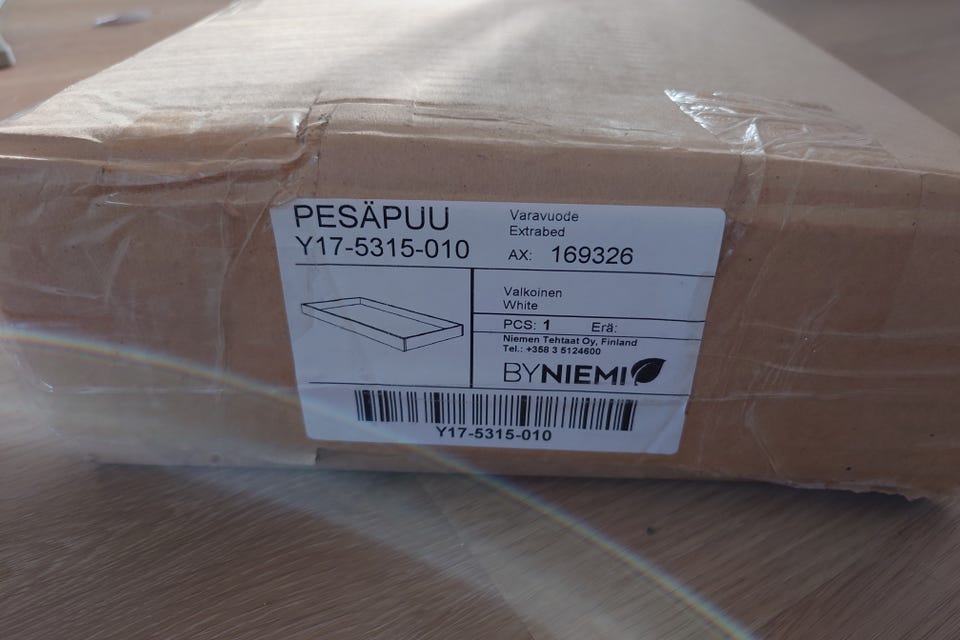 PESÄPUU
Y17-5315-010
Varavuode
Extrabed
AX: 169326
Valkoinen
White
PCS: 1 Erä:
Niemen Tehtaat Oy, Finland
Tel.: +358 3 5124600
BYNIEMI
Y17-5315-010